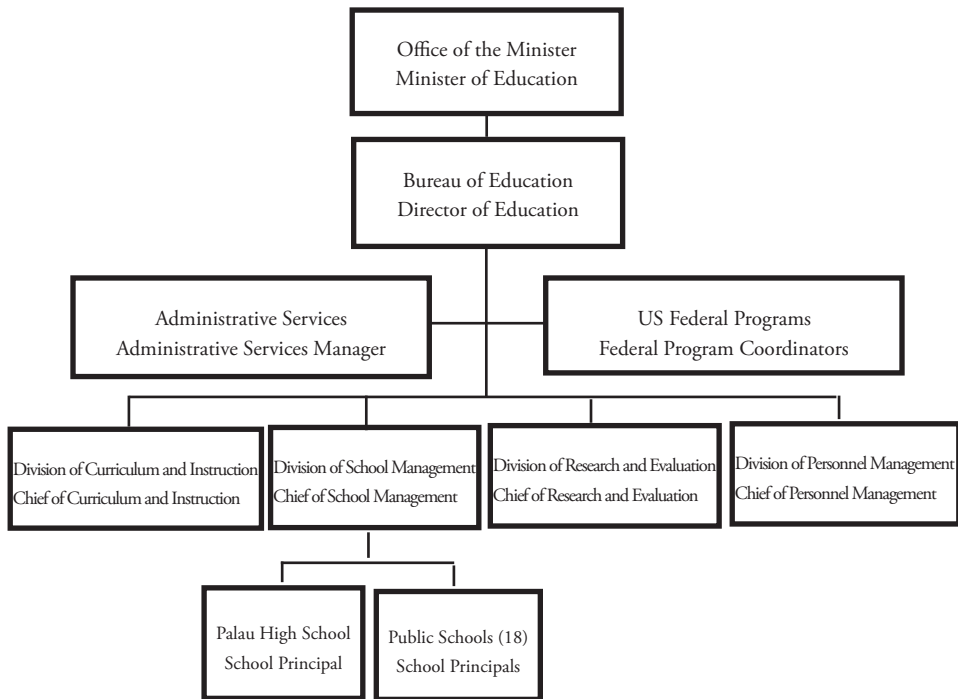 Office of the Minister
Minister of Education
Bureau of Education
Director of Education
Administrative Services
Administrative Services Manager
US Federal Programs
Federal Program Coordinators
Division of Curriculum and Instruction
Chief of Curriculum and Instruction
Division of School Management
Chief of School Management
Division of Research and Evaluation
Chief of Research and Evaluation
Division of Personnel Management
Chief of Personnel Management
Palau High School
School Principal
Public Schools (18)
School Principals